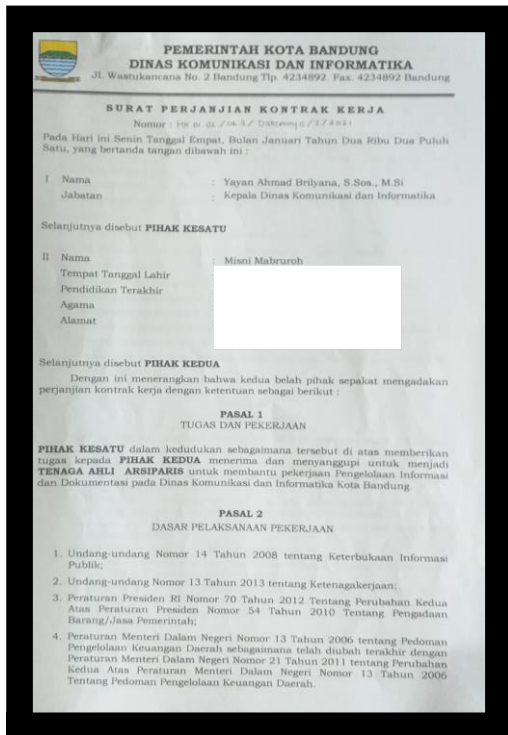 PEMERINTAH KOTA BANDUNG
DINAS KOMUNIKASI DAN INFORMATIKA
Jl. Wastukancana No. 2 Bandung Tlp. 4234892. Fax. 4234892 Bandung
SURAT PERJANJIAN KONTRAK KERJA
Nomor :
Pada Hari ini Senin Tanggal Empat, Bulan Januari Tahun Dua Ribu Dua Puluh
Satu, yang bertanda tangan dibawah ini :
I Nama : Yayan Ahmad Brilyana, S.Sos., M.Si
Jabatan : Kepala Dinas Komunikasi dan Informatika
Selanjutnya disebut PIHAK KESATU
II Nama : Misni Mabruroh
Tempat Tanggal Lahir
Pendidikan Terakhir
Agama
Alamat
Selanjutnya disebut PIHAK KEDUA
Dengan ini menerangkan bahwa kedua belah pihak sepakat mengadakan
perjanjian kontrak kerja dengan ketentuan sebagai berikut :
PASAL 1
TUGAS DAN PEKERJAAN
PIHAK KESATU dalam kedudukan sebagaimana tersebut di atas memberikan
tugas kepada PIHAK KEDUA menerima dan menyanggupi untuk menjadi
TENAGA AHLI ARSIPARIS untuk membantu pekerjaan Pengelolaan Informasi
dan Dokumentasi pada Dinas Komunikasi dan Informatika Kota Bandung.
PASAL 2
DASAR PELAKSANAAN PEKERJAAN
1. Undang-undang Nomor 14 Tahun 2008 tentang Keterbukaan Informasi
Publik;
2. Undang-undang Nomor 13 Tahun 2013 tentang Ketenagakerjaan;
3. Peraturan Presiden RI Nomor 70 Tahun 2012 Tentang Perubahan Kedua
Atas Peraturan Presiden Nomor 54 Tahun 2010 Tentang Pengadaan
Barang/Jasa Pemerintah;
4. Peraturan Menteri Dalam Negeri Nomor 13 Tahun 2006 tentang Pedoman
Pengelolaan Keuangan Daerah sebagaimana telah diubah terakhir dengan
Peraturan Menteri Dalam Negeri Nomor 21 Tahun 2011 tentang Perubahan
Kedua Atas Peraturan Menteri Dalam Negeri Nomor 13 Tahun 2006
Tentang Pedoman Pengelolaan Keuangan Daerah.